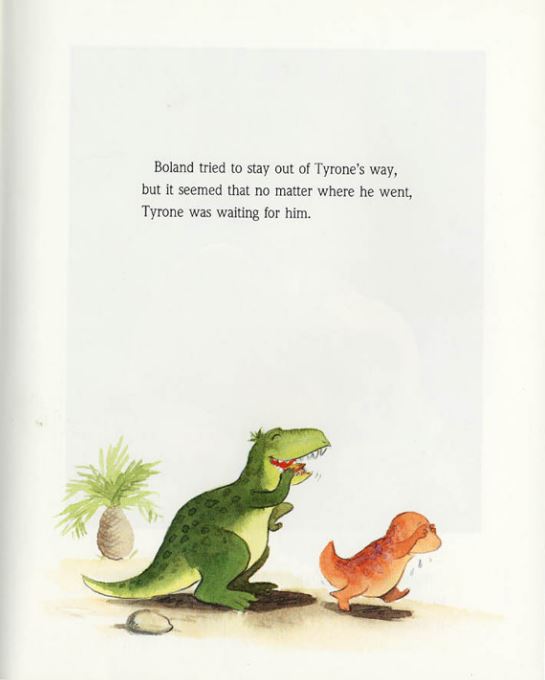 Boland tried to stay out of Tyrone's way,
but it seemed that no matter where he went,
Tyrone was waiting for him.